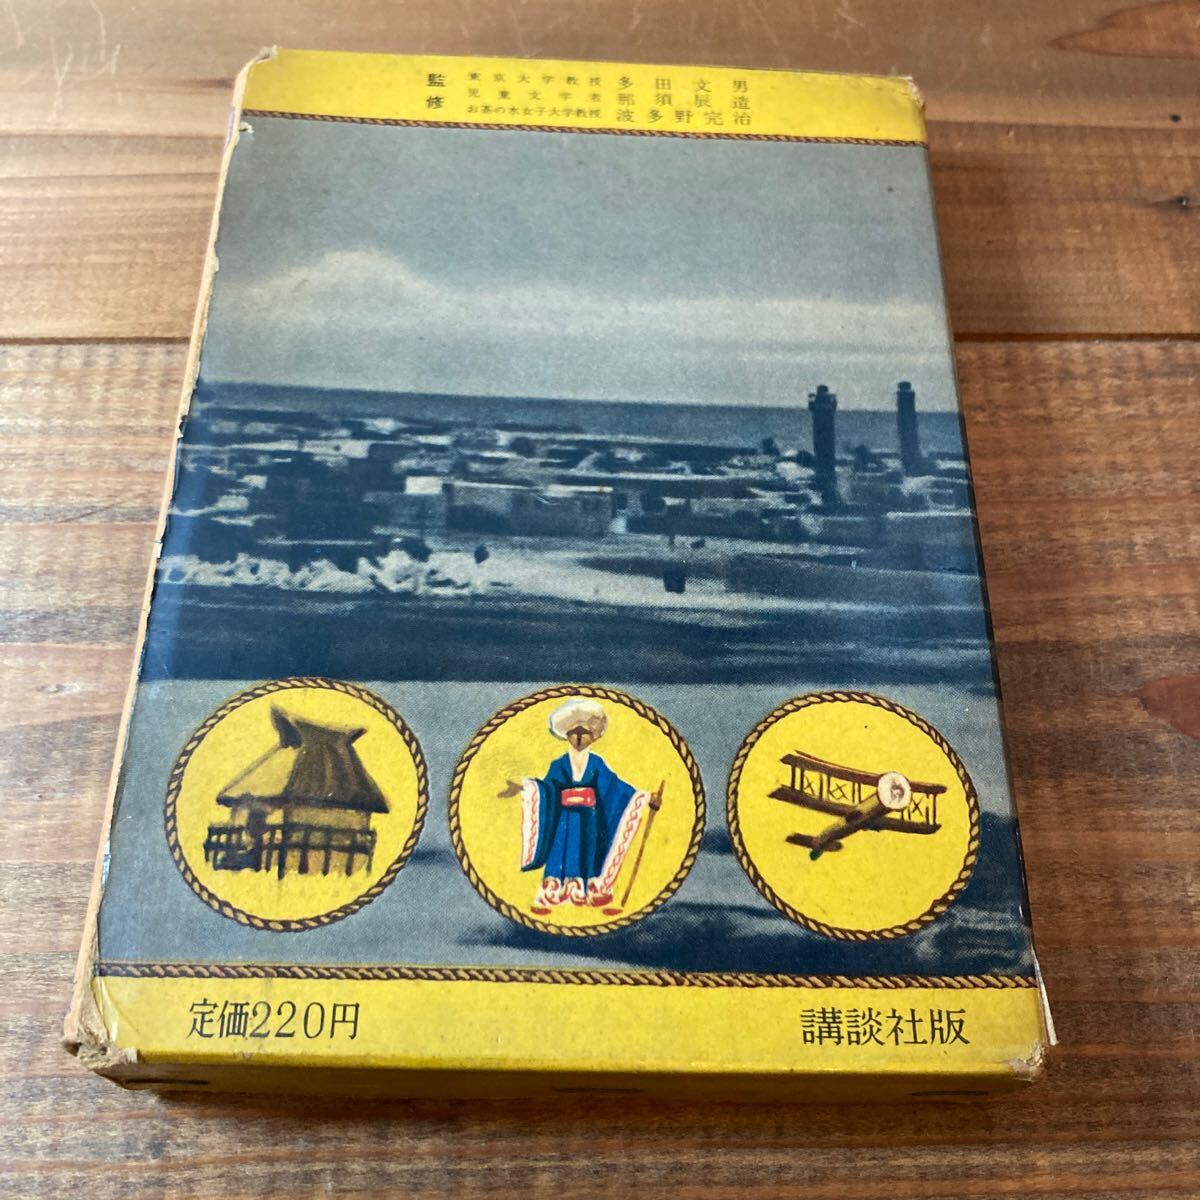 監修
東京大学教授 多田文男
児童文学者 那須辰造
お茶の水女子大学教授 波多野完治
定価220円
講談社版